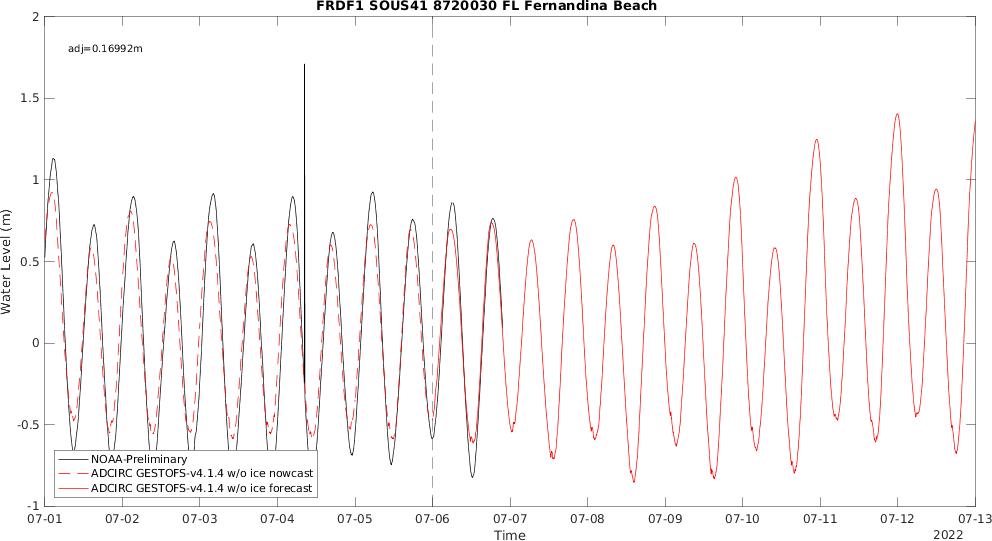 FRDF1 SOUS41 8720030 FL Fernandina Beach
adj=0.16992m
2
1.5
1
0.5
0
-0.5
-1
Water Level (m)
NOAA-Preliminary
ADCIRC GESTOFS-v4.1.4 w/o ice nowcast
ADCIRC GESTOFS-v4.1.4 w/o ice forecast
07-01 07-02 07-03 07-04 07-05 07-06 07-07 07-08 07-09 07-10 07-11 07-12 07-13
Time
2022